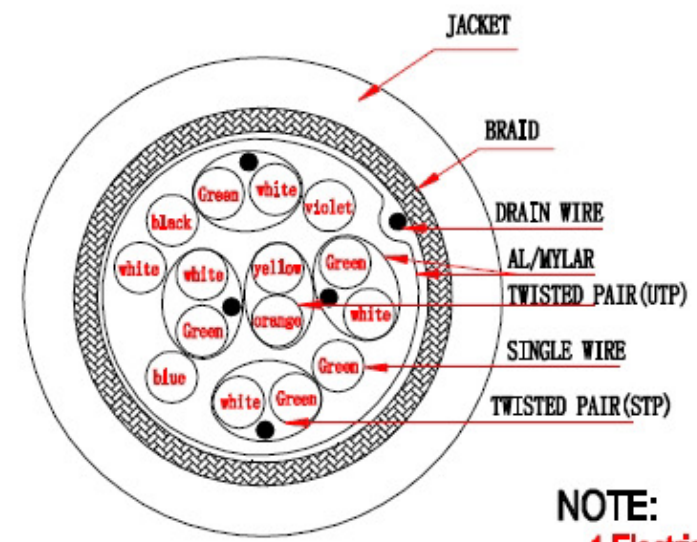 JACKET
BRAID
DRAIN WIRE
AL/MYLAR
TWISTED PAIR(UTP)
SINGLE WIRE
TWISTED PAIR(STP)
Green
white
black
violet
white
white
yellow
Green
Green
orange
white
blue
Green
white
Green
NOTE: